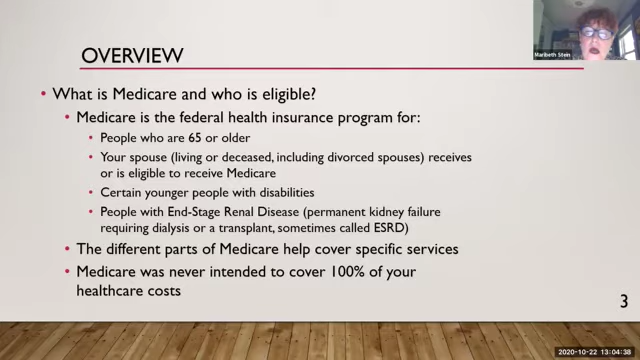 OVERVIEW
Maribeth Stein
• What is Medicare and who is eligible?
• Medicare is the federal health insurance program for:
• People who are 65 or older
• Your spouse (living or deceased, including divorced spouses) receives
or is eligible to receive Medicare
• Certain younger people with disabilities
• People with End-Stage Renal Disease (permanent kidney failure
requiring dialysis or a transplant, sometimes called ESRD)
• The different parts of Medicare help cover specific services
• Medicare was never intended to cover 100% of your
healthcare costs
3
2020-10-22 13:04:38